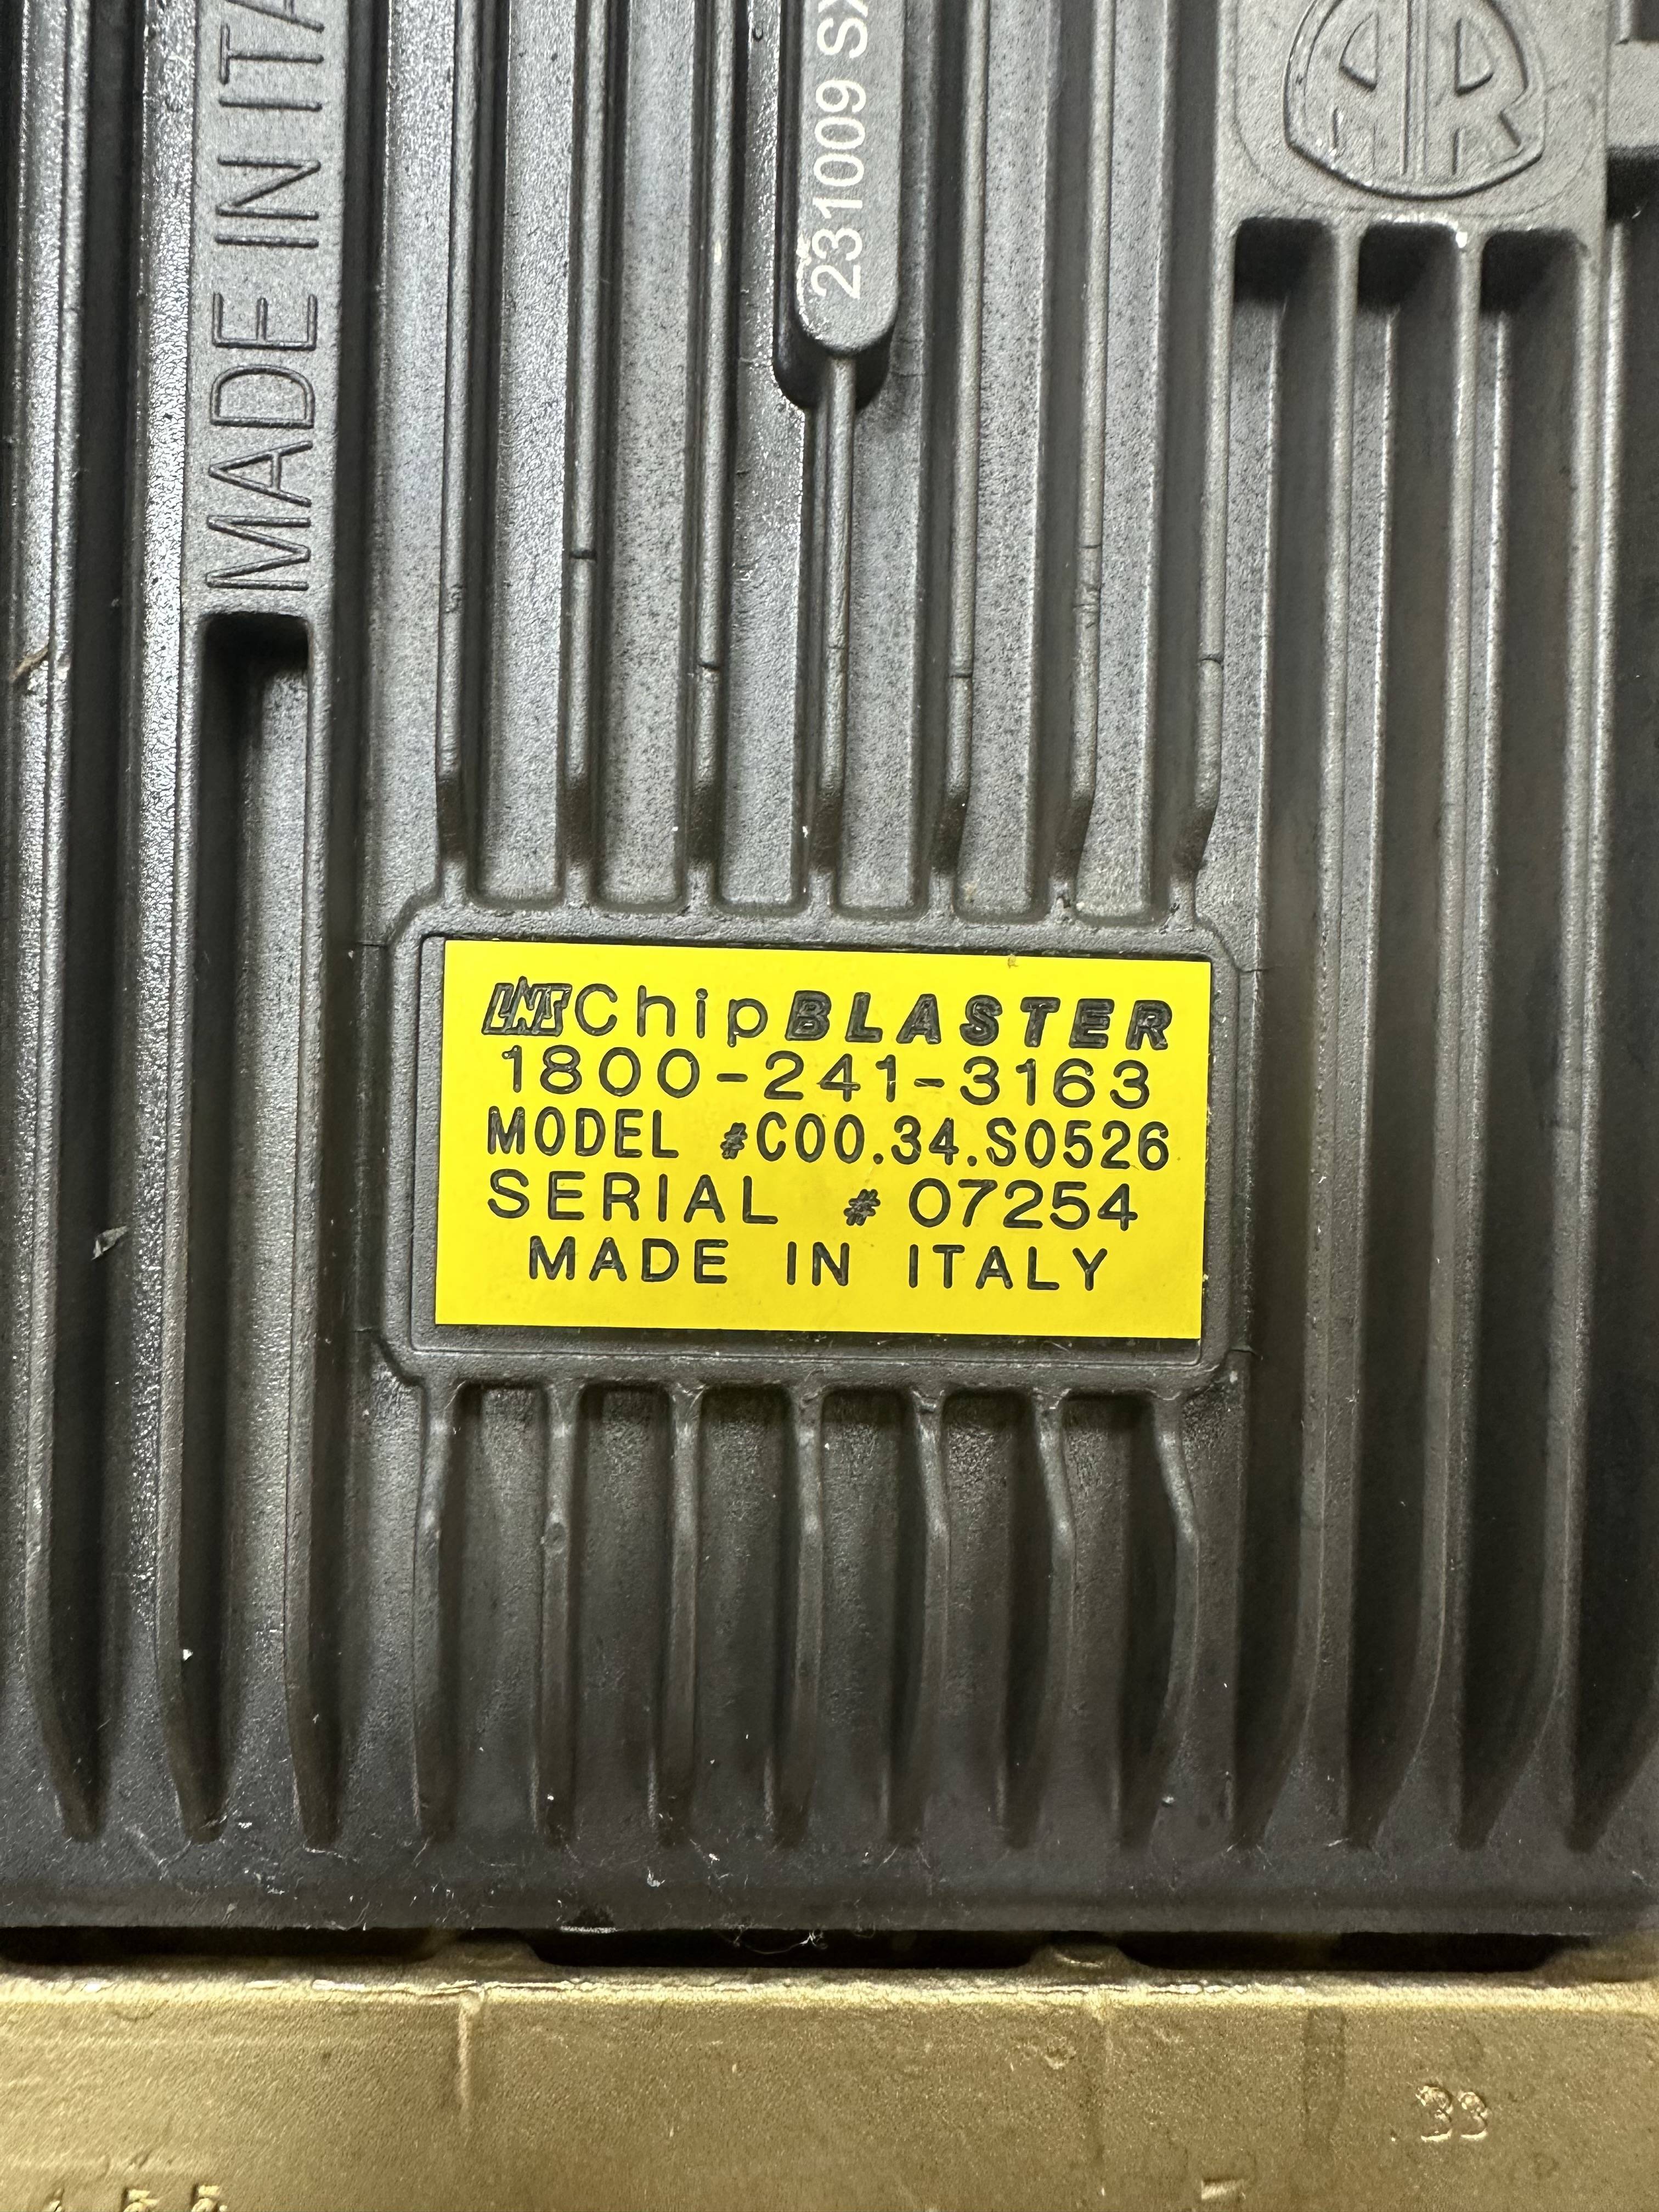 MADE IN ITA
231009 SX
AR
LNS ChipBLASTER
1800-241-3163
MODEL #C00.34.S0526
SERIAL # 07254
MADE IN ITALY
33